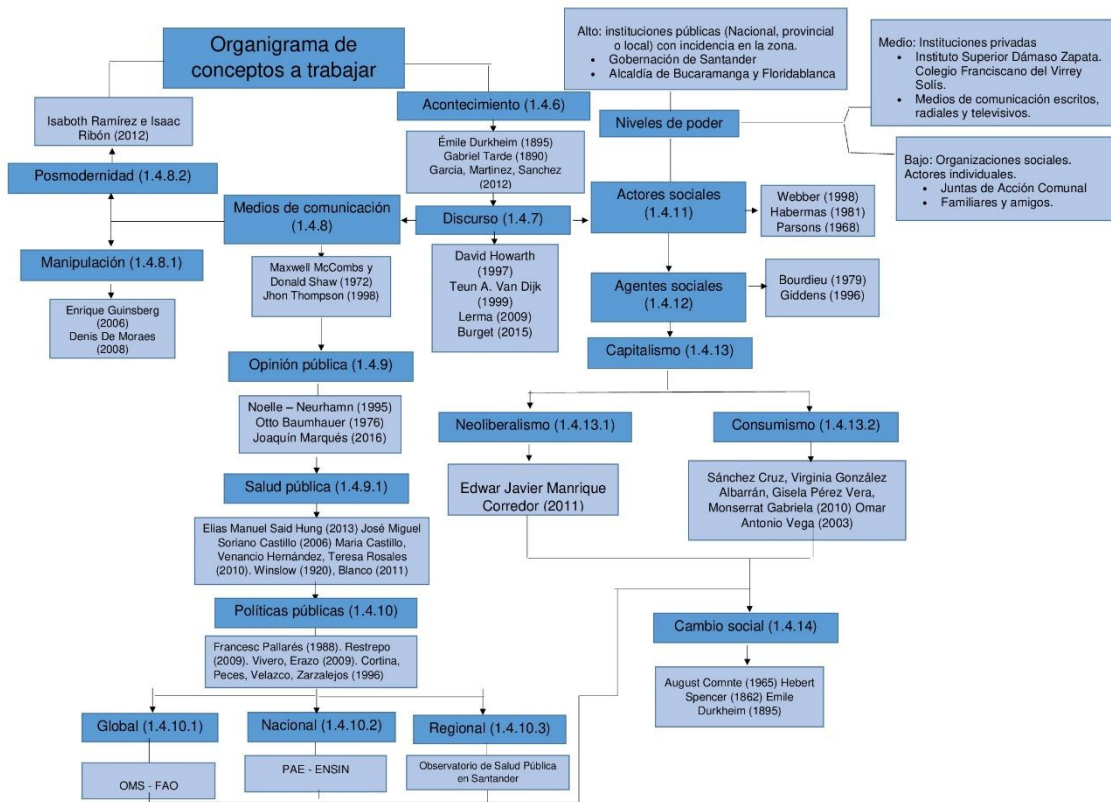 Organigrama de
conceptos a trabajar
Alto: instituciones públicas (Nacional, provincial
o local) con incidencia en la zona.
• Gobernación de Santander
• Alcaldía de Bucaramanga y Floridablanca
Medio: Instituciones privadas
• Instituto Superior Dámaso Zapata.
Colegio Franciscano del Virrey
Solís.
• Medios de comunicación escritos,
radiales y televisivos.
Isaboth Ramírez e Isaac
Ribón (2012)
Acontecimiento (1.4.6)
Niveles de poder
Émile Durkheim (1895)
Gabriel Tarde (1890)
Garcia, Martinez, Sanchez
(2012)
Bajo: Organizaciones sociales.
Actores individuales.
• Juntas de Acción Comunal
• Familiares y amigos.
Posmodernidad (1.4.8.2)
Medios de comunicación
(1.4.8)
Discurso (1.4.7)
Actores sociales
(1.4.11)
Webber (1998)
Habermas (1981)
Parsons (1968)
Manipulación (1.4.8.1)
Maxwell McCombs y
Donald Shaw (1972)
Jhon Thompson (1998)
David Howarth
(1997)
Teun A. Van Dijk
(1999)
Lerma (2009)
Burget (2015)
Agentes sociales
(1.4.12)
Bourdieu (1979)
Giddens (1996)
Enrique Guinsberg
(2006)
Denis De Moraes
(2008)
Capitalismo (1.4.13)
Opinión pública (1.4.9)
Noelle – Neurhamn (1995)
Otto Baumhauer (1976)
Joaquín Marqués (2016)
Neoliberalismo (1.4.13.1)
Consumismo (1.4.13.2)
Edwar Javier Manrique
Corredor (2011)
Sánchez Cruz, Virginia González
Albarrán, Gisela Pérez Vera,
Monserrat Gabriela (2010) Omar
Antonio Vega (2003)
Salud pública (1.4.9.1)
Elias Manuel Said Hung (2013) José Miguel
Soriano Castillo (2006) Maria Castillo,
Venancio Hernández, Teresa Rosales
(2010). Winslow (1920), Blanco (2011)
Políticas públicas (1.4.10)
Cambio social (1.4.14)
Francesc Pallarés (1988). Restrepo
(2009). Vivero, Erazo (2009). Cortina,
Peces, Velazco, Zarzalejos (1996)
August Comnte (1965) Hebert
Spencer (1862) Emile
Durkheim (1895)
Global (1.4.10.1)
Nacional (1.4.10.2)
Regional (1.4.10.3)
OMS - FAO
PAE - ENSIN
Observatorio de Salud Pública
en Santander